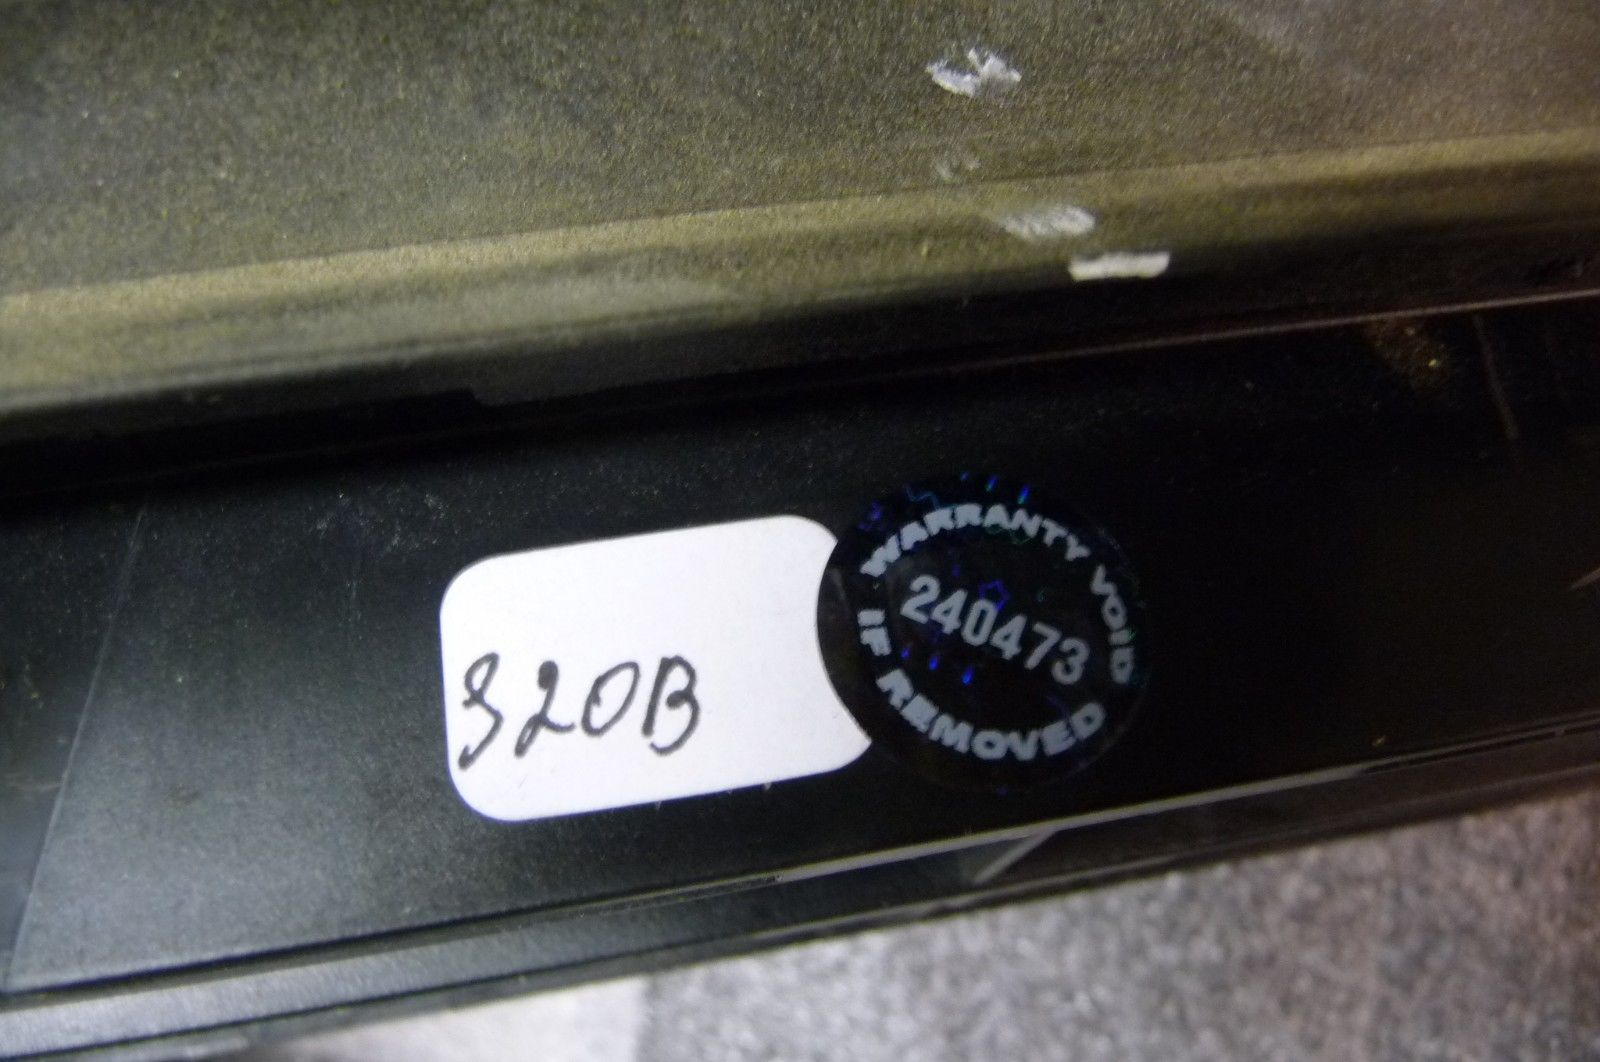 320B
WARRANTY VOID
240473
IF REMOVED